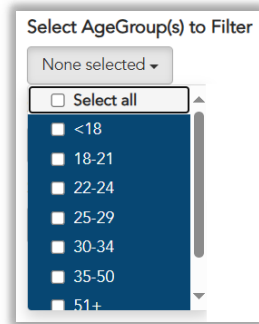 Select AgeGroup(s) to Filter
None selected
Select all
<18
18-21
22-24
25-29
30-34
35-50
51+